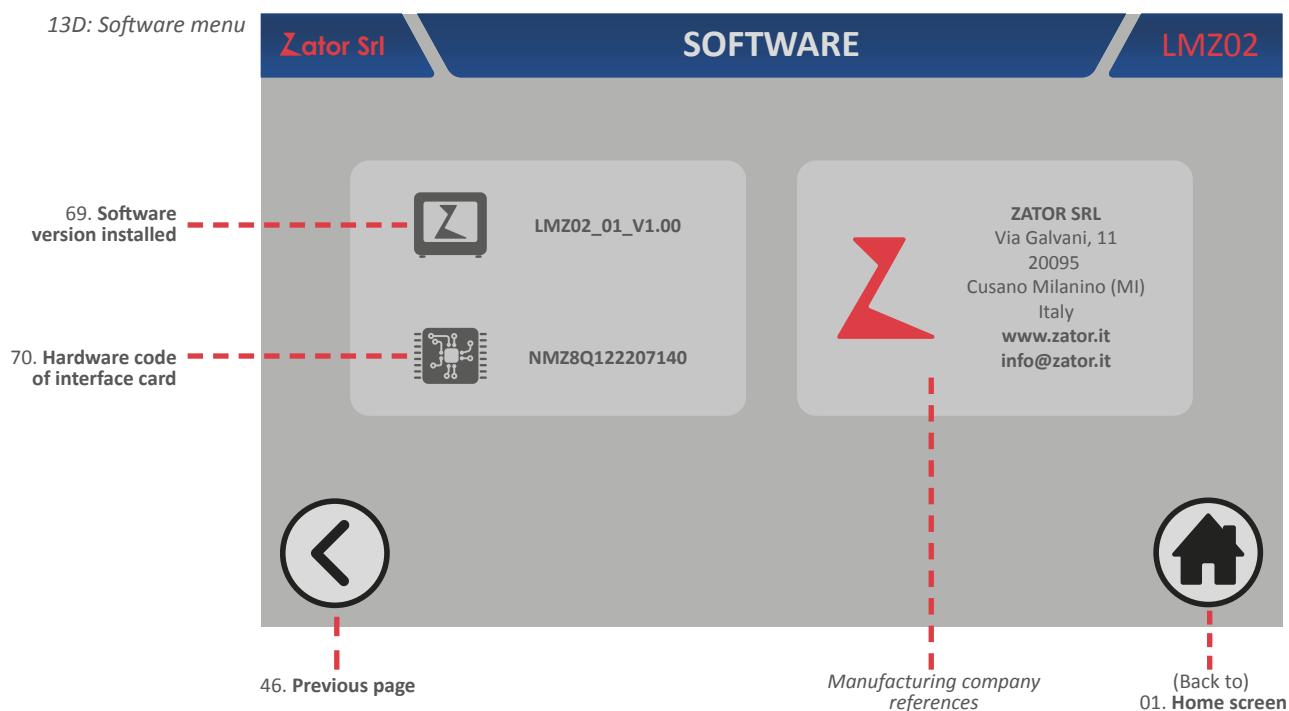 13D: Software menu
Zator Srl
SOFTWARE
LMZ02
69. Software
version installed
LMZ02_01_V1.00
70. Hardware code
of interface card
NMZ8Q122207140
ZATOR SRL
Via Galvani, 11
20095
Cusano Milanino (MI)
Italy
www.zator.it
info@zator.it
46. Previous page
Manufacturing company
references
(Back to)
01. Home screen